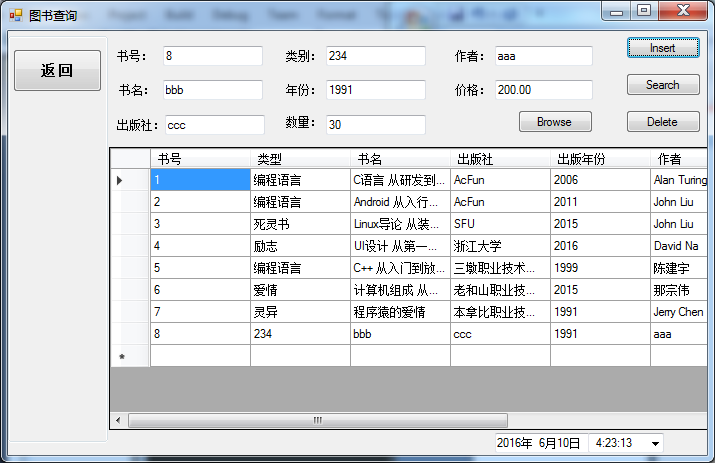 图书查询
返回
书号： 8 类别： 234 作者： aaa Insert
书名： bbb 年份： 1991 价格： 200.00 Search
出版社： ccc 数量： 30 Browse Delete
书号 类型 书名 出版社 出版年份 作者
1 编程语言 C语言 从研发到... AcFun 2006 Alan Turing
2 编程语言 Android 从入行... AcFun 2011 John Liu
3 死灵书 Linux导论 从装... SFU 2015 John Liu
4 励志 UI设计 从第一... 浙江大学 2016 David Na
5 编程语言 C++ 从入门到放... 三墩职业技术... 1999 陈建宇
6 爱情 计算机组成 从... 老和山职业技... 2015 那宗伟
7 灵异 程序猿的爱情 本拿比职业技... 1991 Jerry Chen
8 234 bbb ccc 1991 aaa
2016年 6月10日 4:23:13